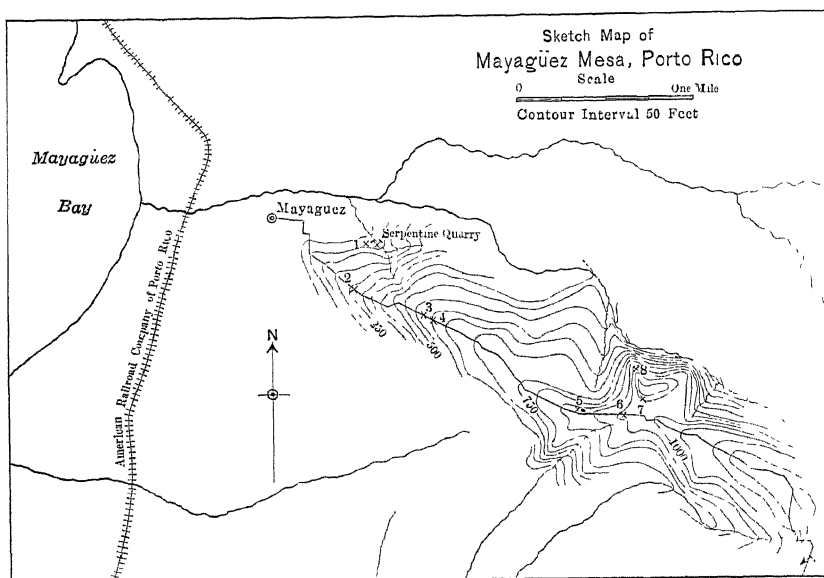 Sketch Map of
Mayagüez Mesa, Porto Rico
Scale
0 One Mile
Contour Interval 50 Feet
Mayagüez
Bay
American Railroad Company of Porto Rico
Mayaguez
Serpentine Quarry
1
2
3
4
250
500
N
750
5
6
7
8
1000